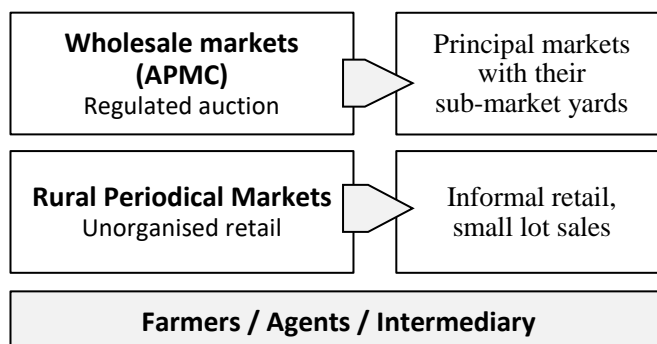 Wholesale markets
(APMC)
Regulated auction
Principal markets
with their
sub-market yards
Rural Periodical Markets
Unorganised retail
Informal retail,
small lot sales
Farmers / Agents / Intermediary